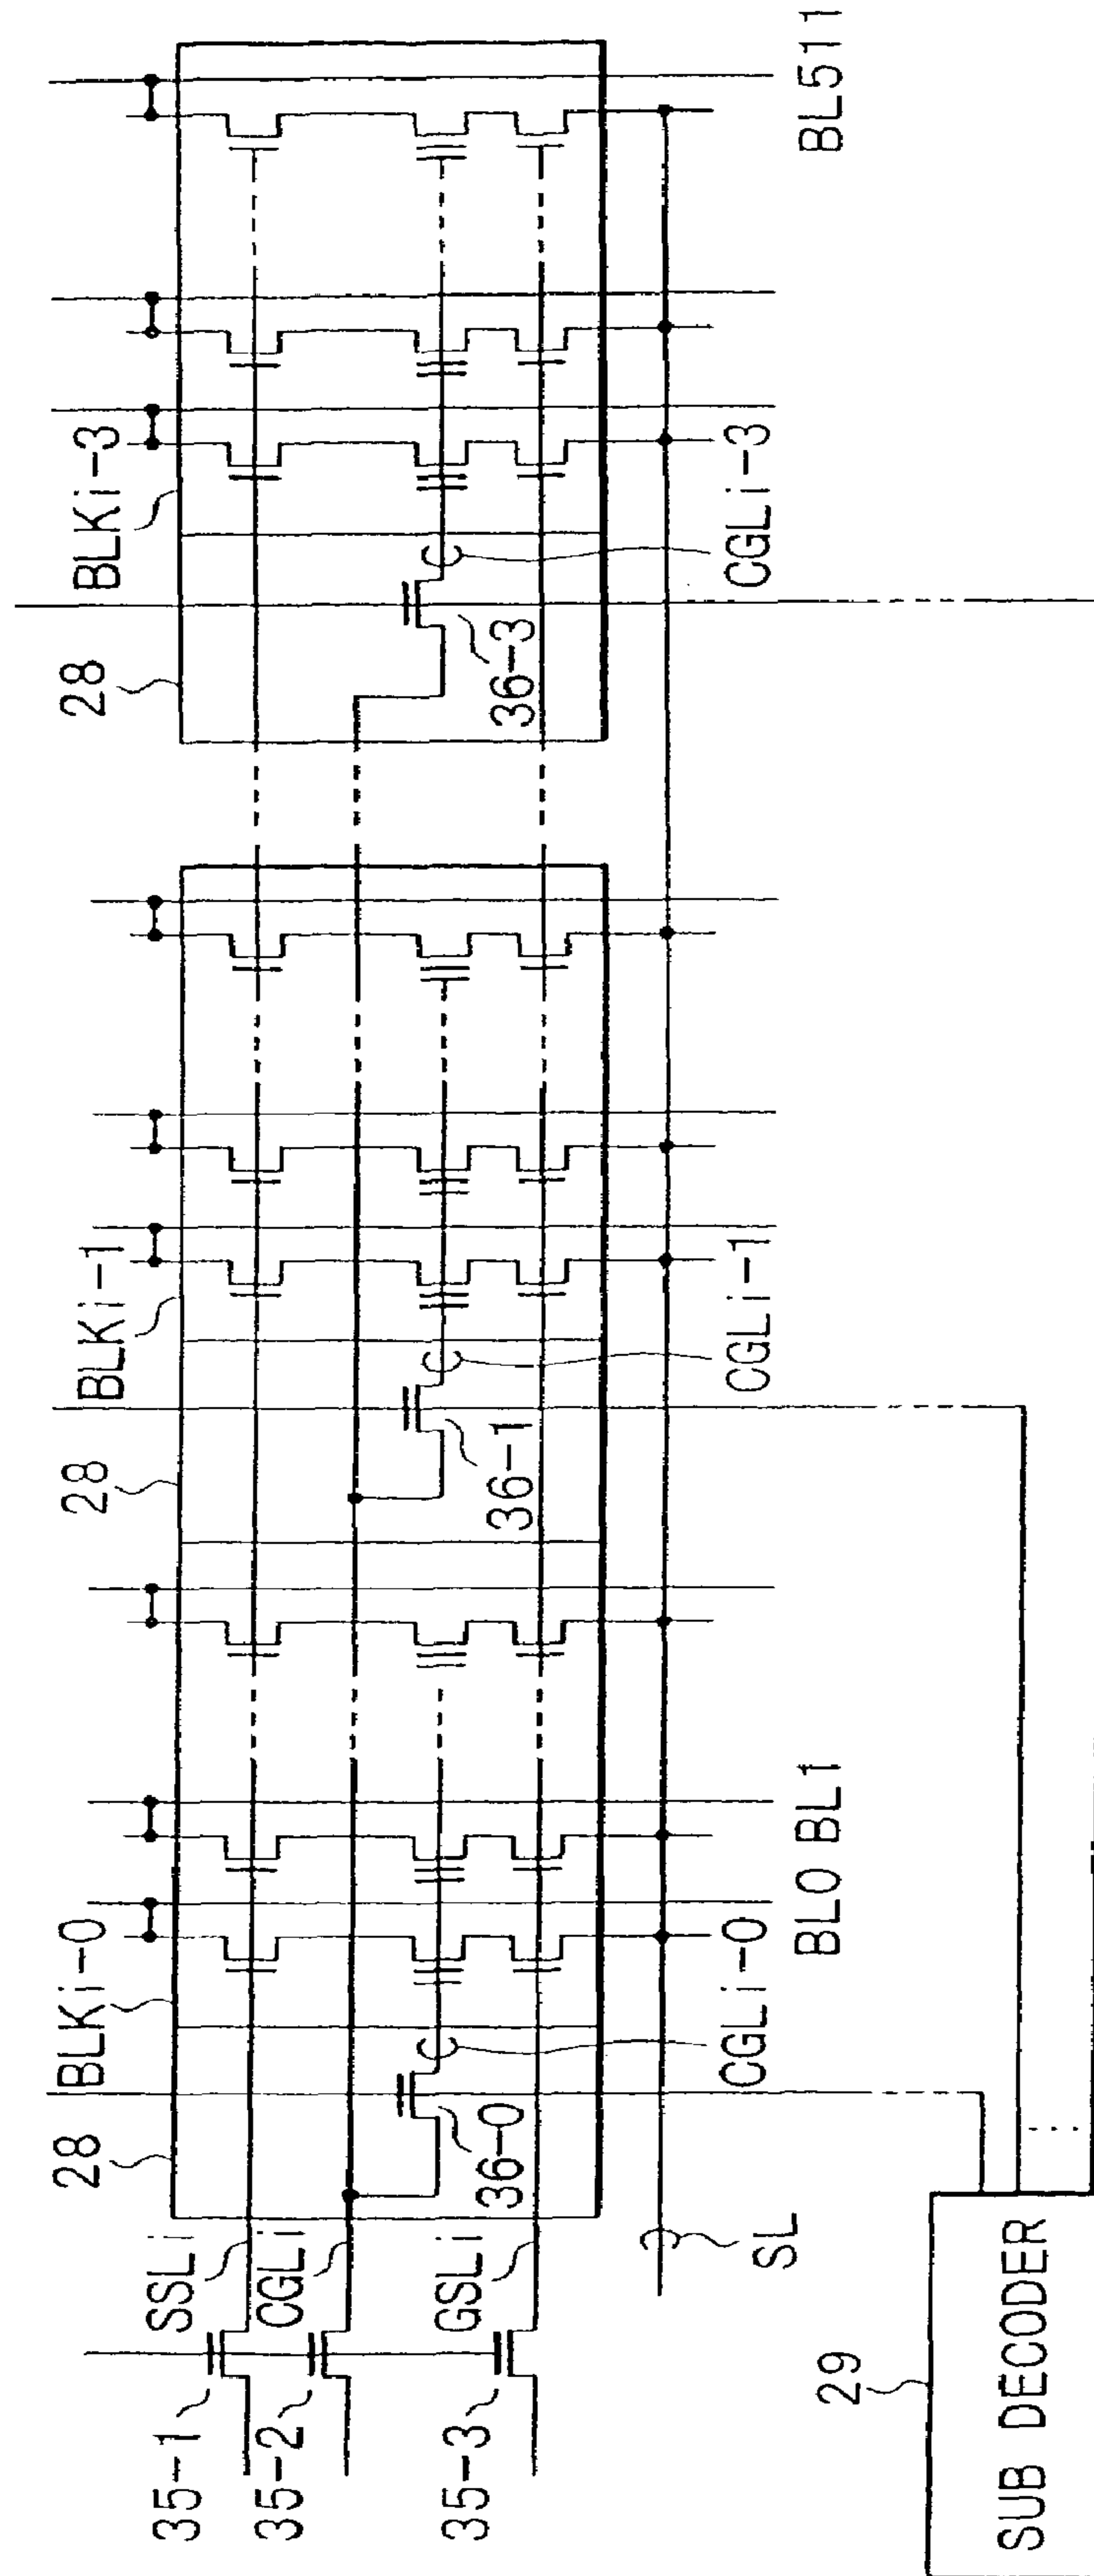 28
BLKi-0
28
BLKi-1
28
BLKi-3
35-1
SSLi
35-2
CGLi
35-3
GSLi
36-0
36-1
36-3
CGLi-0
CGLi-1
CGLi-3
SL
BL0 BL1
BL511
29
SUB DECODER